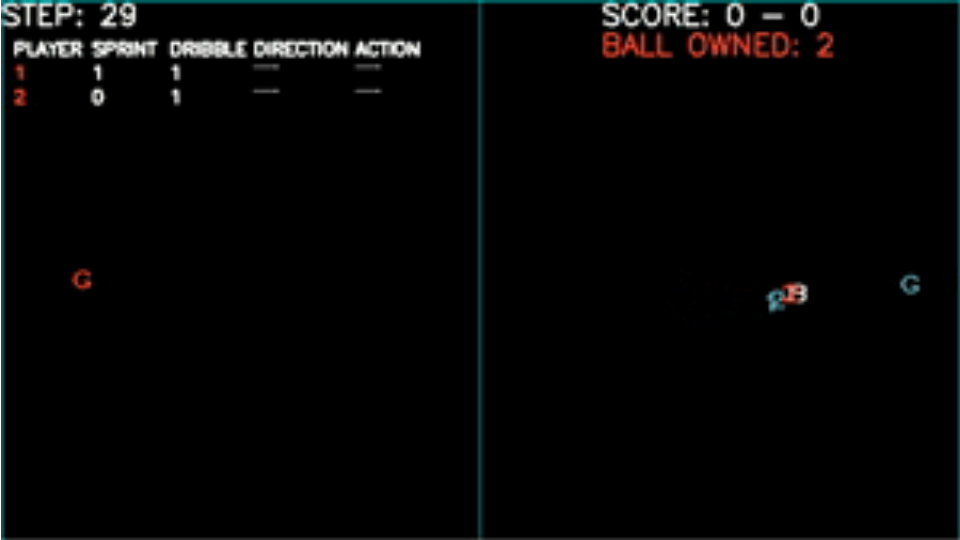 STEP: 29
SCORE: 0 – 0
BALL OWNED: 2
PLAYER SPRINT DRIBBLE DIRECTION ACTION
1 1 1 — —
2 0 1 — —
G
G
B